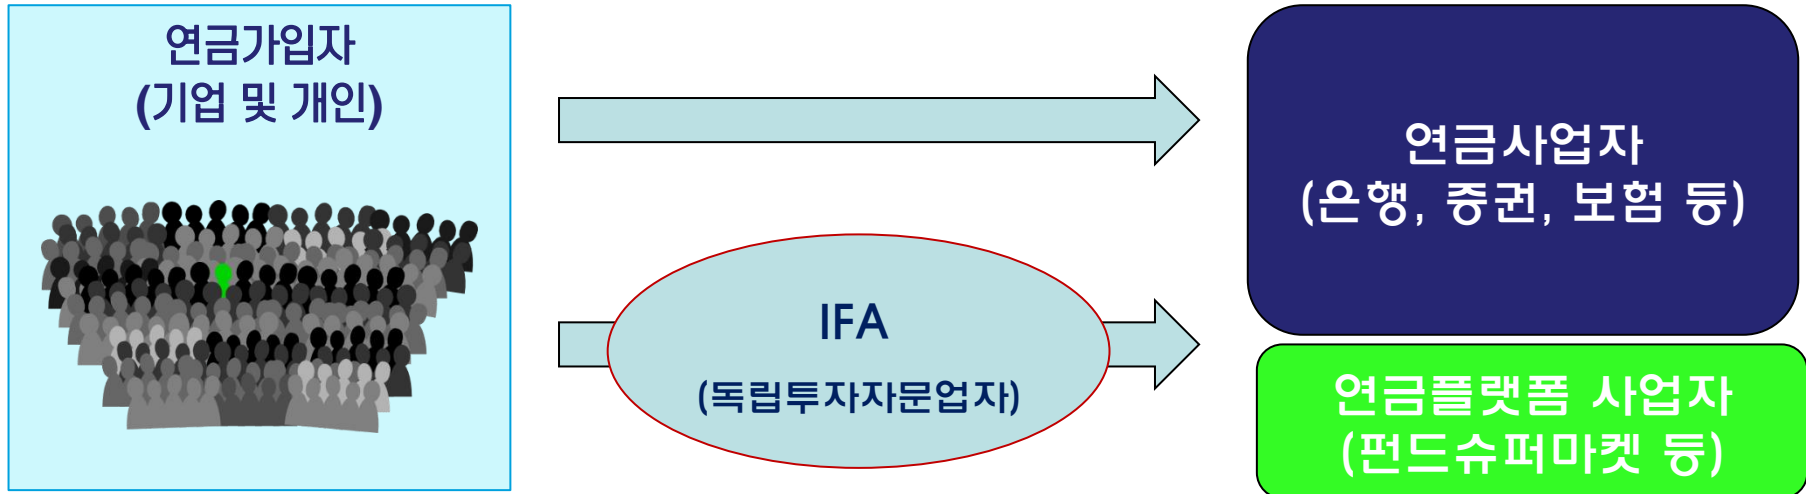 연금가입자
(기업 및 개인)
연금사업자
(은행, 증권, 보험 등)
IFA
(독립투자자문업자)
연금플랫폼 사업자
(펀드슈퍼마켓 등)